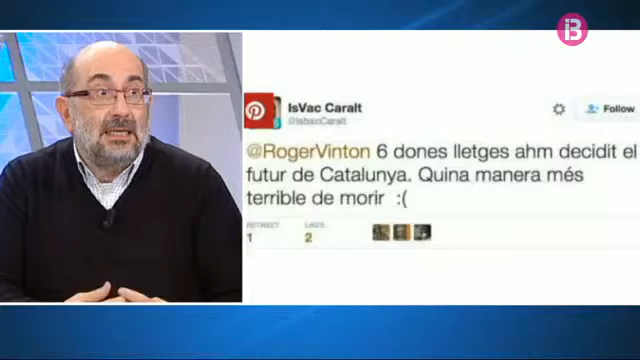 IB
IsVac Caralt
@IsbacCaralt
Follow
@RogerVinton 6 dones lletges ahm decidit el
futur de Catalunya. Quina manera més
terrible de morir :(
RETWEET
LIKES
1
2